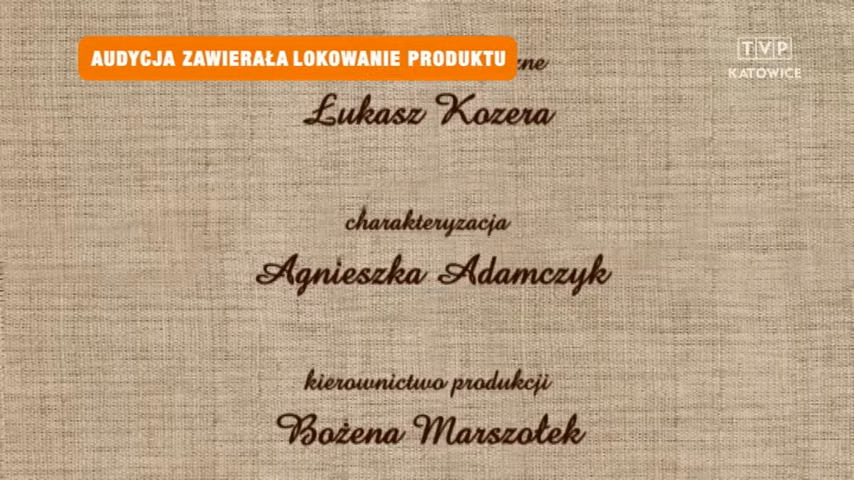 AUDYCJA ZAWIERAŁA LOKOWANIE PRODUKTU
TVP
KATOWICE
Łukasz Kozera
charakteryzacja
Agnieszka Adamczyk
kierownictwo produkcji
Bożena Marszołek